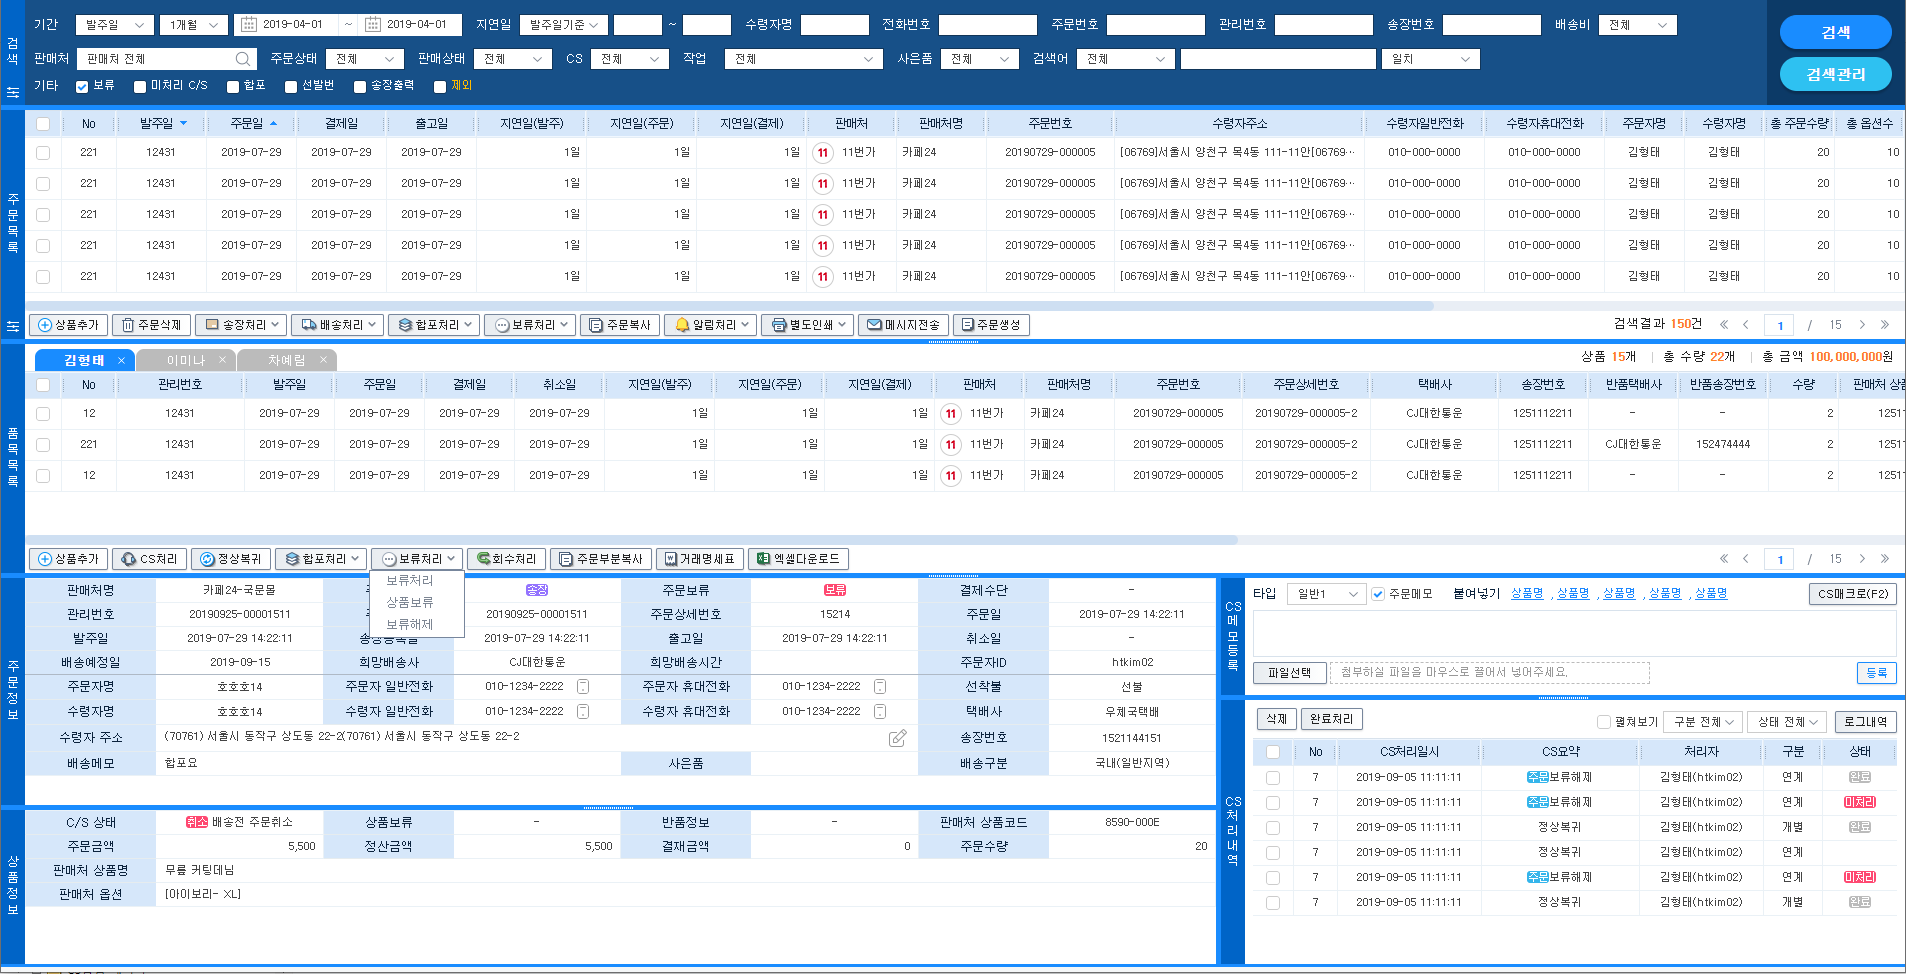 기간 발주일 1개월 2019-04-01 ~ 2019-04-01 지연일 발주일기준 ~ 수령자명 전화번호 주문번호 관리번호 송장번호 배송비 전체
검색
판매처 판매처 전체 주문상태 전체 판매상태 전체 CS 전체 작업 전체 사은품 전체 검색어 전체 일치
검색관리
기타 보류 미처리 C/S 합포 선발번 송장출력 제외
검색
No 발주일 주문일 결제일 출고일 지연일(발주) 지연일(주문) 지연일(결제) 판매처 판매처명 주문번호 수령자주소 수령자일반전화 수령자휴대전화 주문자명 수령자명 총 주문수량 총 옵션수
221 12431 2019-07-29 2019-07-29 2019-07-29 1일 1일 1일 11 11번가 카페24 20190729-000005 [06769]서울시 양천구 목4동 111-11안[06769··· 010-000-0000 010-000-0000 김형태 김형태 20 10
221 12431 2019-07-29 2019-07-29 2019-07-29 1일 1일 1일 11 11번가 카페24 20190729-000005 [06769]서울시 양천구 목4동 111-11안[06769··· 010-000-0000 010-000-0000 김형태 김형태 20 10
221 12431 2019-07-29 2019-07-29 2019-07-29 1일 1일 1일 11 11번가 카페24 20190729-000005 [06769]서울시 양천구 목4동 111-11안[06769··· 010-000-0000 010-000-0000 김형태 김형태 20 10
221 12431 2019-07-29 2019-07-29 2019-07-29 1일 1일 1일 11 11번가 카페24 20190729-000005 [06769]서울시 양천구 목4동 111-11안[06769··· 010-000-0000 010-000-0000 김형태 김형태 20 10
221 12431 2019-07-29 2019-07-29 2019-07-29 1일 1일 1일 11 11번가 카페24 20190729-000005 [06769]서울시 양천구 목4동 111-11안[06769··· 010-000-0000 010-000-0000 김형태 김형태 20 10
주문목록
상품추가 주문삭제 송장처리 배송처리 합포처리 보류처리 주문복사 알림처리 별도인쇄 메시지전송 주문생성 검색결과 150건 1 / 15
김형태 × 이미나 × 차예림 × 상품 15개 총 수량 22개 총 금액 100,000,000원
No 관리번호 발주일 주문일 결제일 취소일 지연일(발주) 지연일(주문) 지연일(결제) 판매처 판매처명 주문번호 주문상세번호 택배사 송장번호 반품택배사 반품송장번호 수량 판매처 상품
12 12431 2019-07-29 2019-07-29 2019-07-29 2019-07-29 1일 1일 1일 11 11번가 카페24 20190729-000005 20190729-000005-2 CJ대한통운 1251112211 - - 2 12511
221 12431 2019-07-29 2019-07-29 2019-07-29 2019-07-29 1일 1일 1일 11 11번가 카페24 20190729-000005 20190729-000005-2 CJ대한통운 1251112211 CJ대한통운 152474444 2 12511
12 12431 2019-07-29 2019-07-29 2019-07-29 2019-07-29 1일 1일 1일 11 11번가 카페24 20190729-000005 20190729-000005-2 CJ대한통운 1251112211 - - 2 12511
품목목록
상품추가 CS처리 정상복귀 합포처리 보류처리 회수처리 주문부분복사 거래명세표 엑셀다운로드 1 / 15
보류처리
상품보류
보류해제
판매처명 카페24-국문몰 송장 주문보류 보류 결제수단 -
관리번호 20190925-00001511 20190925-00001511 주문상세번호 15214 주문일 2019-07-29 14:22:11
발주일 2019-07-29 14:22:11 송장등록일 2019-07-29 14:22:11 출고일 2019-07-29 14:22:11 취소일 -
배송예정일 2019-09-15 희망배송사 CJ대한통운 희망배송시간 주문자ID htkim02
주문자명 호호호14 주문자 일반전화 010-1234-2222 주문자 휴대전화 010-1234-2222 선착불 선불
수령자명 호호호14 수령자 일반전화 010-1234-2222 수령자 휴대전화 010-1234-2222 택배사 우체국택배
수령자 주소 (70761) 서울시 동작구 상도동 22-2(70761) 서울시 동작구 상도동 22-2 송장번호 1521144151
배송메모 합포요 사은품 배송구분 국내(일반지역)
주문정보
C/S 상태 취소 배송전 주문취소 상품보류 - 반품정보 - 판매처 상품코드 8590-000E
주문금액 5,500 정산금액 5,500 결재금액 0 주문수량 20
판매처 상품명 무릎 커팅데님
판매처 옵션 [아이보리- XL]
상품정보
CS메모등록
타입 일반1 주문메모 붙여넣기 상품명 , 상품명 , 상품명 , 상품명 , 상품명 CS매크로(F2)
파일선택 첨부하실 파일을 마우스로 끌어서 넣어주세요. 등록
CS처리내역
삭제 완료처리 펼쳐보기 구분 전체 상태 전체 로그내역
No CS처리일시 CS요약 처리자 구분 상태
7 2019-09-05 11:11:11 주문보류해제 김형태(htkim02) 연계 완료
7 2019-09-05 11:11:11 주문보류해제 김형태(htkim02) 연계 미처리
7 2019-09-05 11:11:11 정상복귀 김형태(htkim02) 개별 완료
7 2019-09-05 11:11:11 정상복귀 김형태(htkim02) 연계
7 2019-09-05 11:11:11 주문보류해제 김형태(htkim02) 연계 미처리
7 2019-09-05 11:11:11 정상복귀 김형태(htkim02) 개별 완료